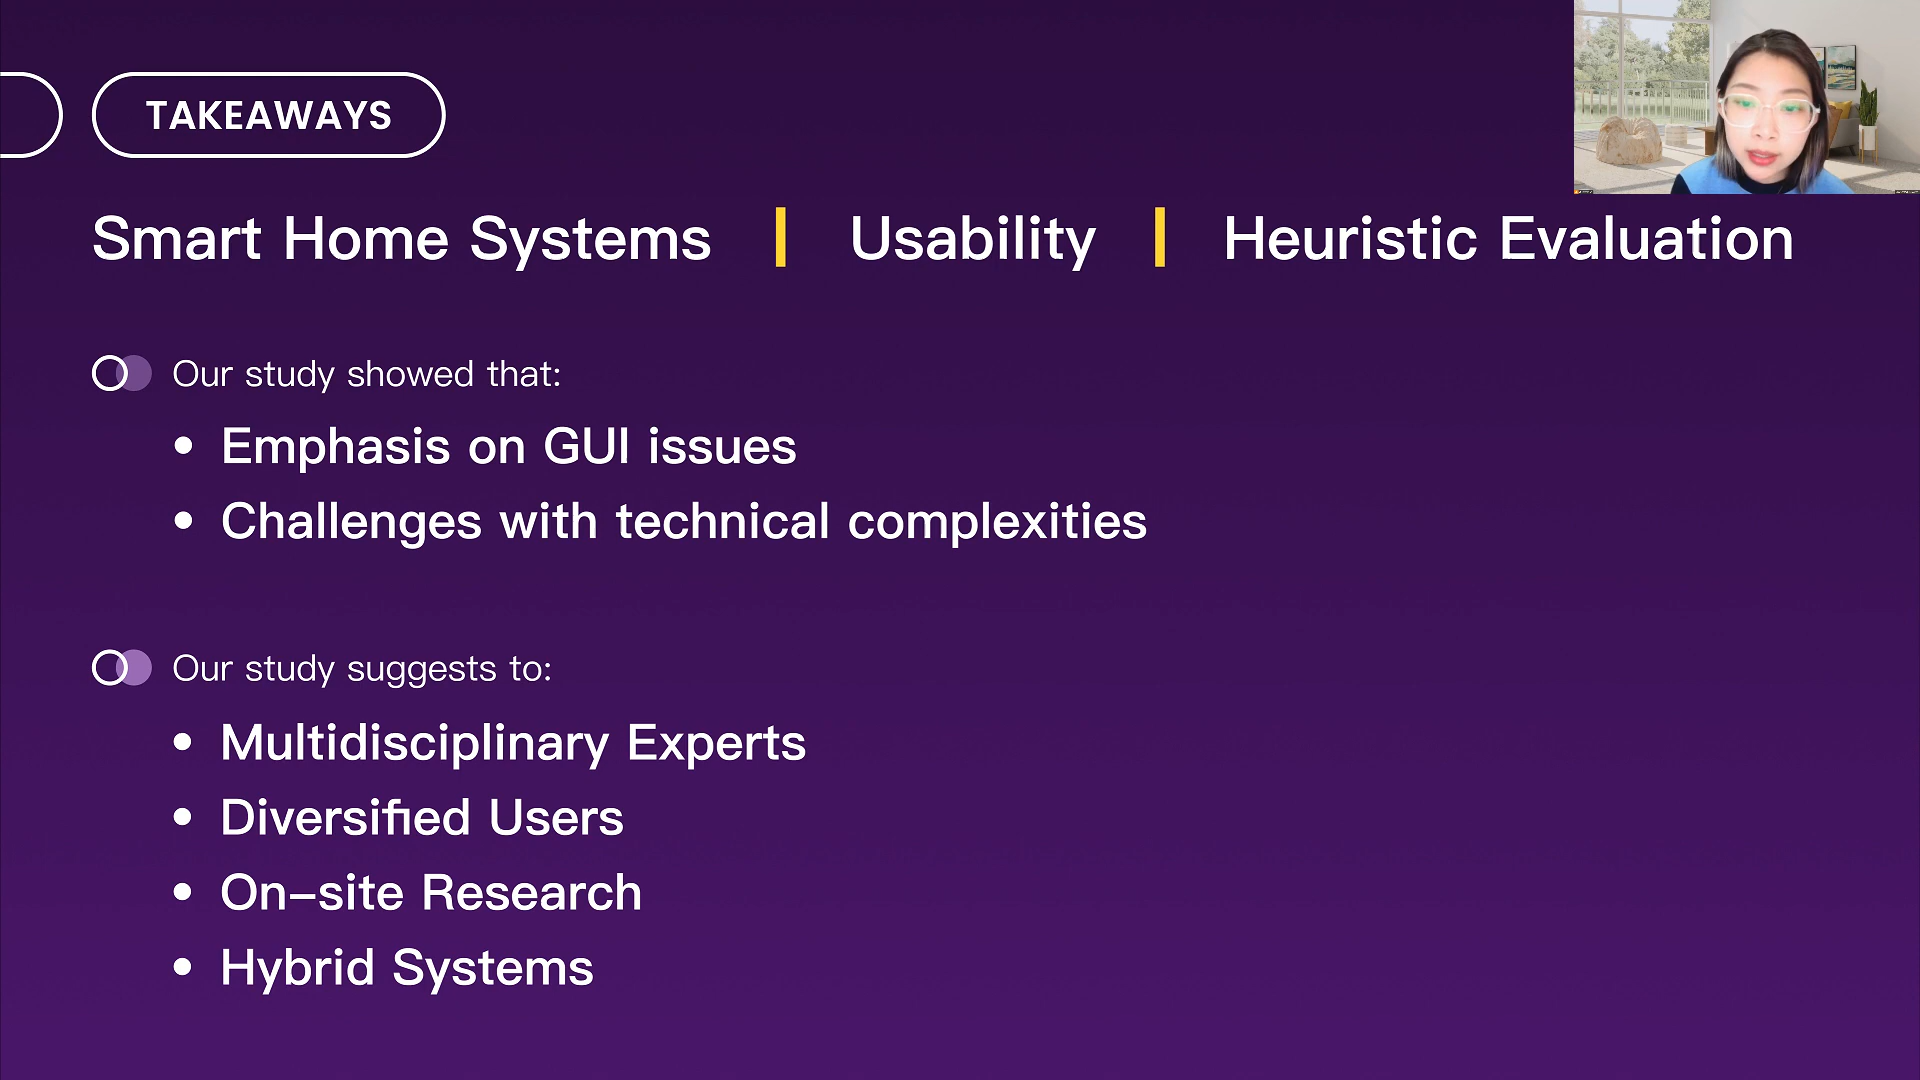 TAKEAWAYS
Smart Home Systems | Usability | Heuristic Evaluation
Our study showed that:
• Emphasis on GUI issues
• Challenges with technical complexities
Our study suggests to:
• Multidisciplinary Experts
• Diversified Users
• On-site Research
• Hybrid Systems